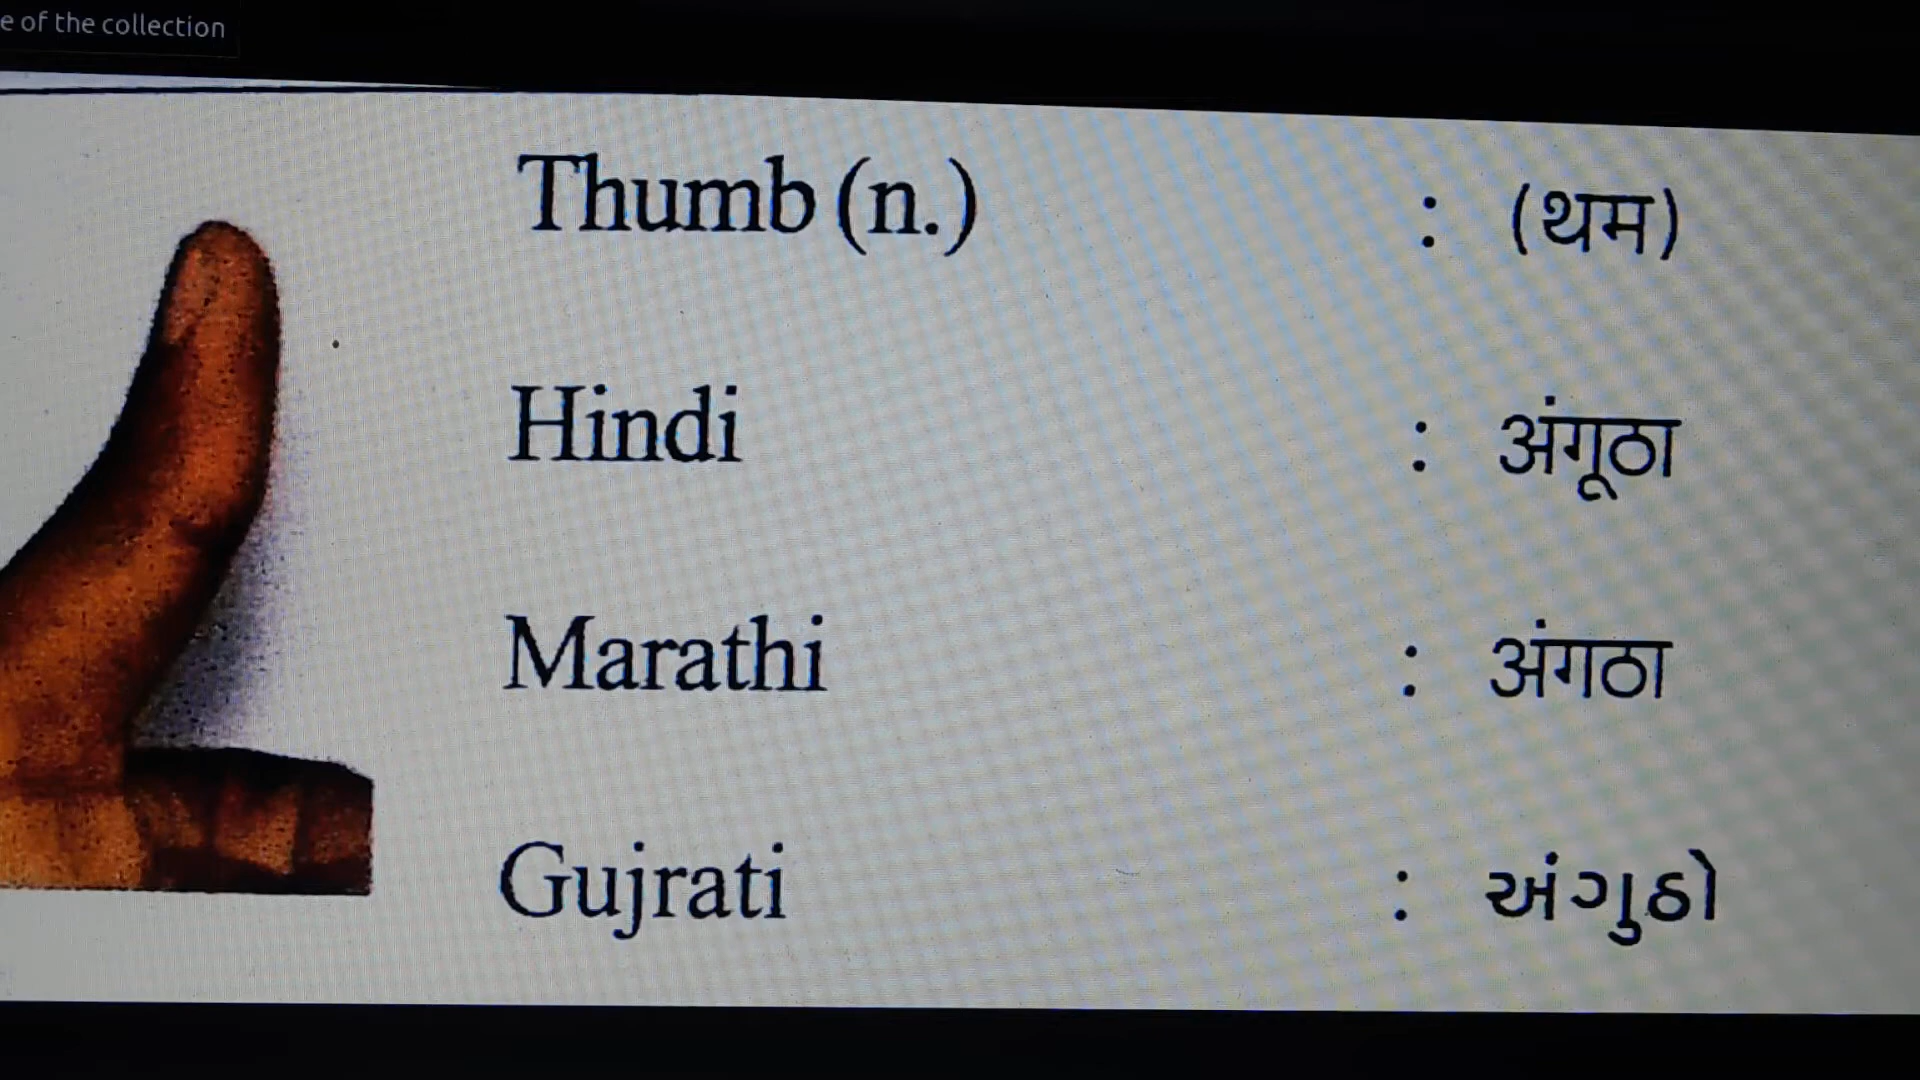 e of the collection
Thumb (n.) : (थम)
Hindi : अंगूठा
Marathi : अंगठा
Gujrati : અંગુઠો